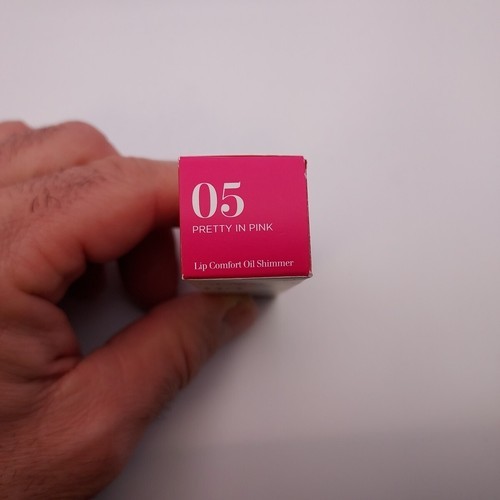 05
PRETTY IN PINK
Lip Comfort Oil Shimmer